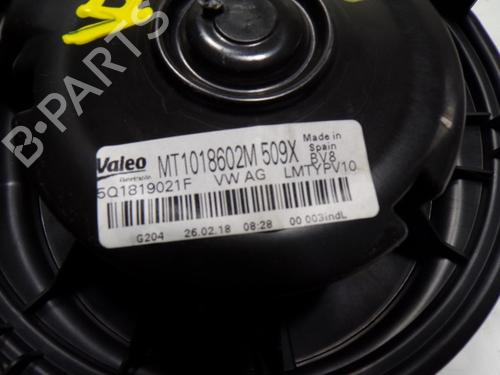 B-PARTS
Valeo MT1018602M 509X Made in Spain
5Q1819021F VW AG LMTYPV10 BV8
G204 26.02.18 08:28 00 003indL